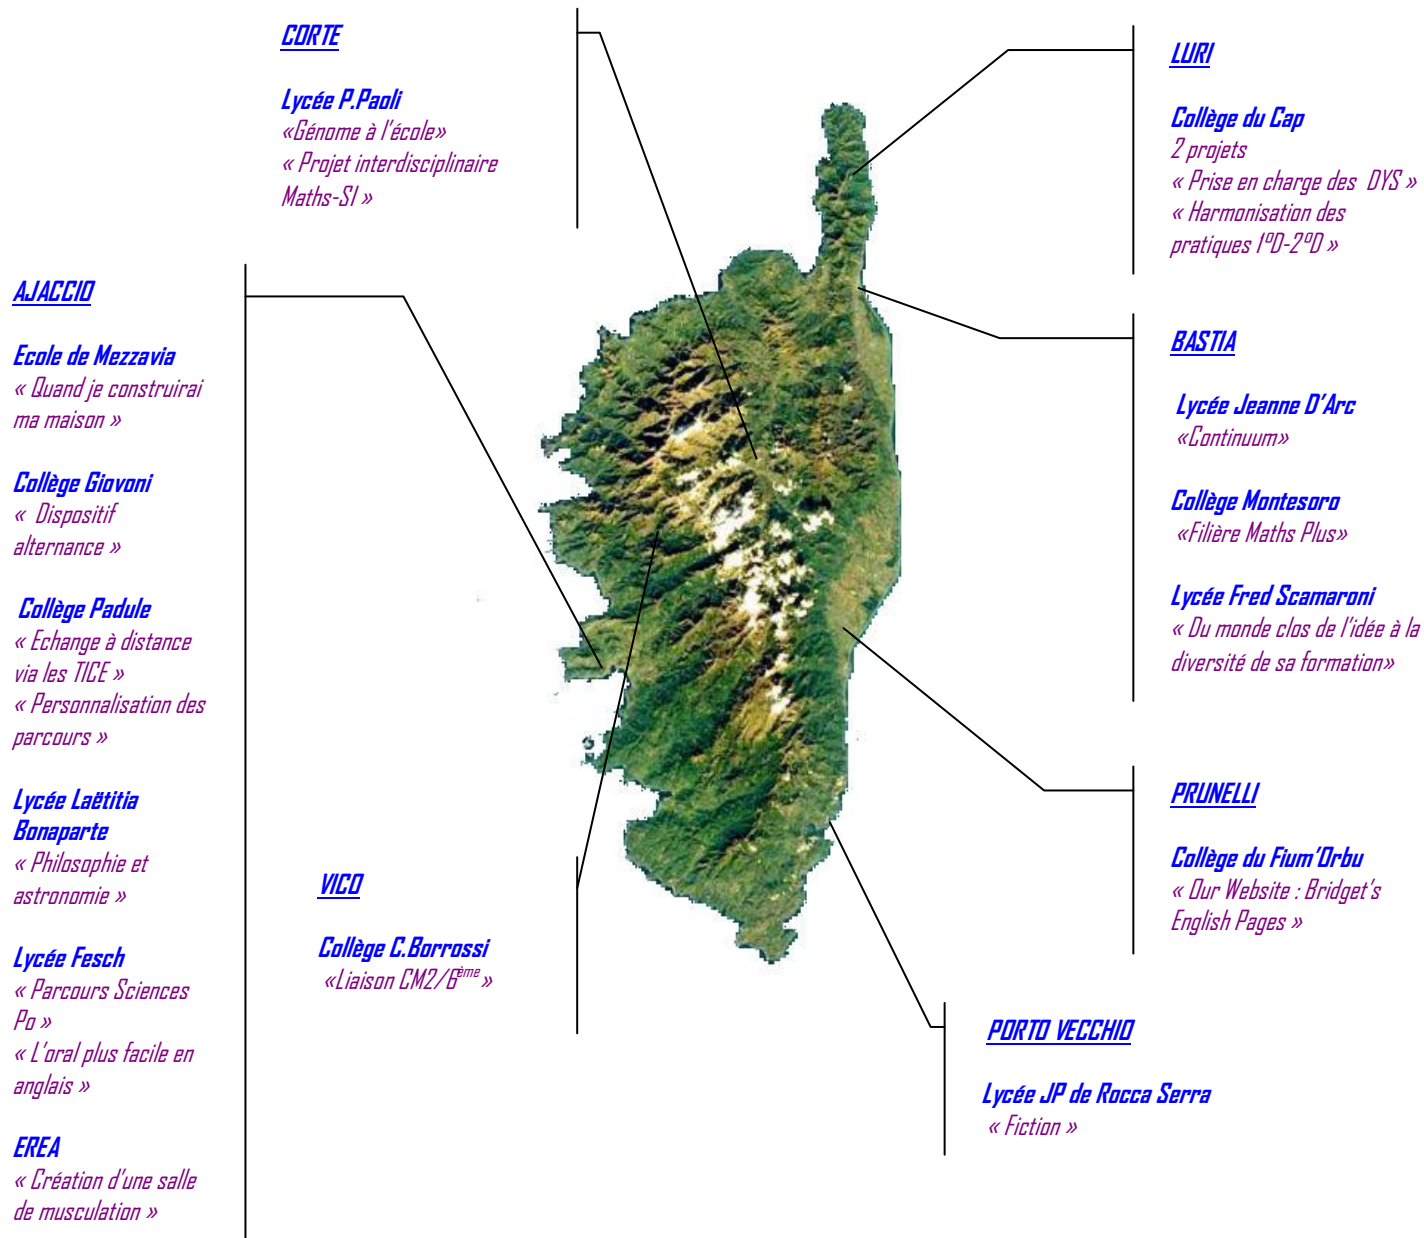 CORTE
Lycée P.Paoli
«Génome à l'école»
« Projet interdisciplinaire
Maths-SI »
LURI
Collège du Cap
2 projets
« Prise en charge des DYS »
« Harmonisation des
pratiques 1°D-2°D »
AJACCIO
Ecole de Mezzavia
« Quand je construirai
ma maison »
Collège Giovoni
« Dispositif
alternance »
Collège Padule
« Echange à distance
via les TICE »
« Personnalisation des
parcours »
Lycée Laëtitia
Bonaparte
« Philosophie et
astronomie »
Lycée Fesch
« Parcours Sciences
Po »
« L'oral plus facile en
anglais »
EREA
« Création d'une salle
de musculation »
BASTIA
Lycée Jeanne D'Arc
«Continuum»
Collège Montesoro
«Filière Maths Plus»
Lycée Fred Scamaroni
« Du monde clos de l'idée à la
diversité de sa formation»
PRUNELLI
Collège du Fium'Orbu
« Our Website : Bridget's
English Pages »
VICO
Collège C.Borrossi
«Liaison CM2/6ème »
PORTO VECCHIO
Lycée JP de Rocca Serra
« Fiction »